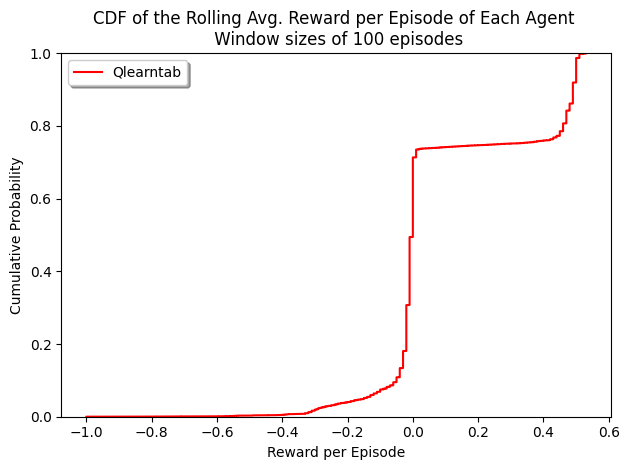 CDF of the Rolling Avg. Reward per Episode of Each Agent
Window sizes of 100 episodes
Qlearntab
Cumulative Probability
1.0
0.8
0.6
0.4
0.2
0.0
−1.0 −0.8 −0.6 −0.4 −0.2 0.0 0.2 0.4 0.6
Reward per Episode